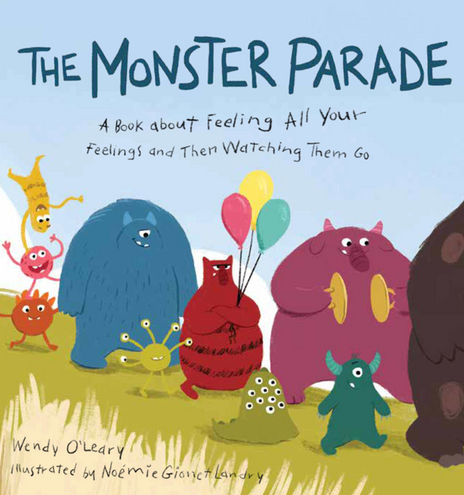 THE MONSTER PARADE
A Book about Feeling All Your
Feelings and Then Watching Them Go
Wendy O'Leary
Illustrated by Noémie Gionet Landry